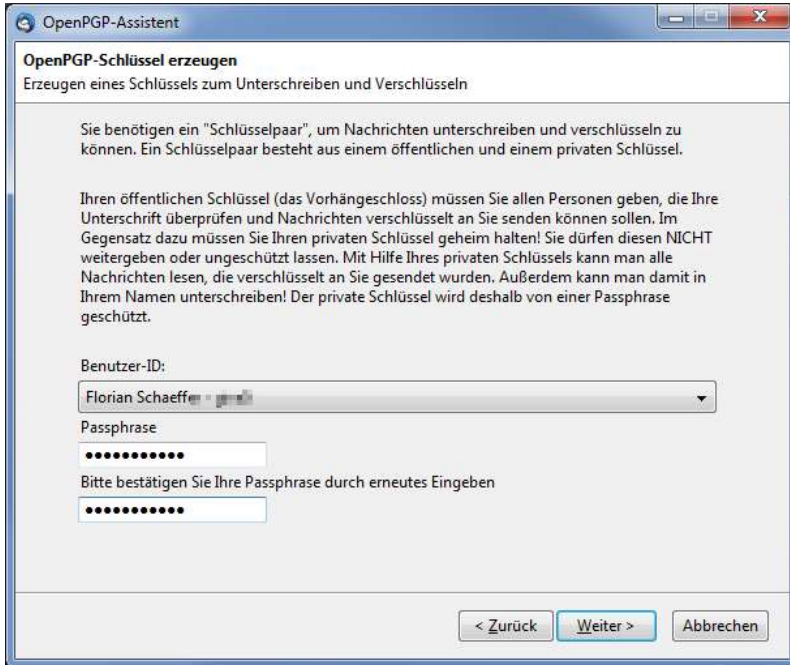 OpenPGP-Assistent
OpenPGP-Schlüssel erzeugen
Erzeugen eines Schlüssels zum Unterschreiben und Verschlüsseln
Sie benötigen ein "Schlüsselpaar", um Nachrichten unterschreiben und verschlüsseln zu
können. Ein Schlüsselpaar besteht aus einem öffentlichen und einem privaten Schlüssel.
Ihren öffentlichen Schlüssel (das Vorhängeschloss) müssen Sie allen Personen geben, die Ihre
Unterschrift überprüfen und Nachrichten verschlüsselt an Sie senden können sollen. Im
Gegensatz dazu müssen Sie Ihren privaten Schlüssel geheim halten! Sie dürfen diesen NICHT
weitergeben oder ungeschützt lassen. Mit Hilfe Ihres privaten Schlüssels kann man alle
Nachrichten lesen, die verschlüsselt an Sie gesendet wurden. Außerdem kann man damit in
Ihrem Namen unterschreiben! Der private Schlüssel wird deshalb von einer Passphrase
geschützt.
Benutzer-ID:
Florian
Passphrase
●●●●●●●●●●●
Bitte bestätigen Sie Ihre Passphrase durch erneutes Eingeben
●●●●●●●●●●●
< Zurück Weiter > Abbrechen